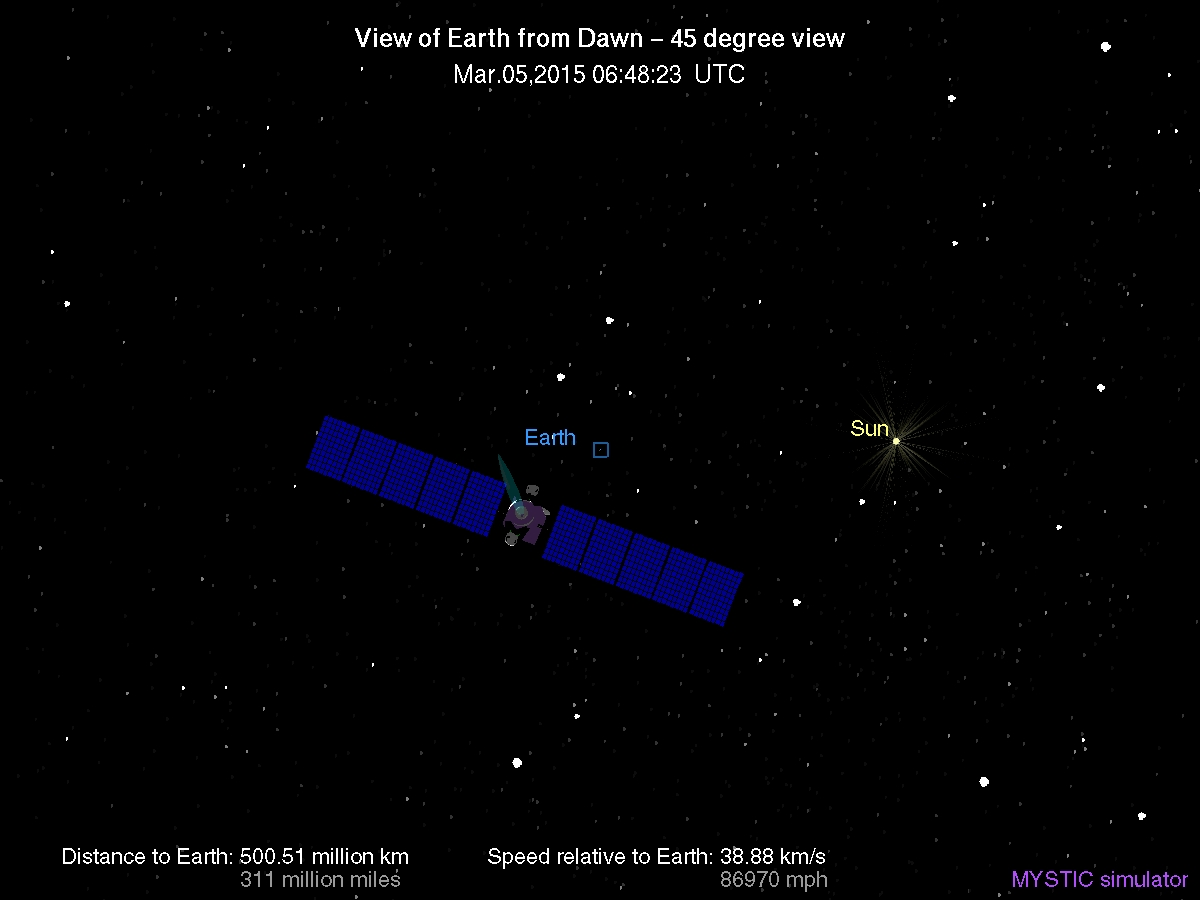 View of Earth from Dawn – 45 degree view
Mar.05,2015 06:48:23 UTC
Sun
Earth
Distance to Earth: 500.51 million km
311 million miles
Speed relative to Earth: 38.88 km/s
86970 mph
MYSTIC simulator